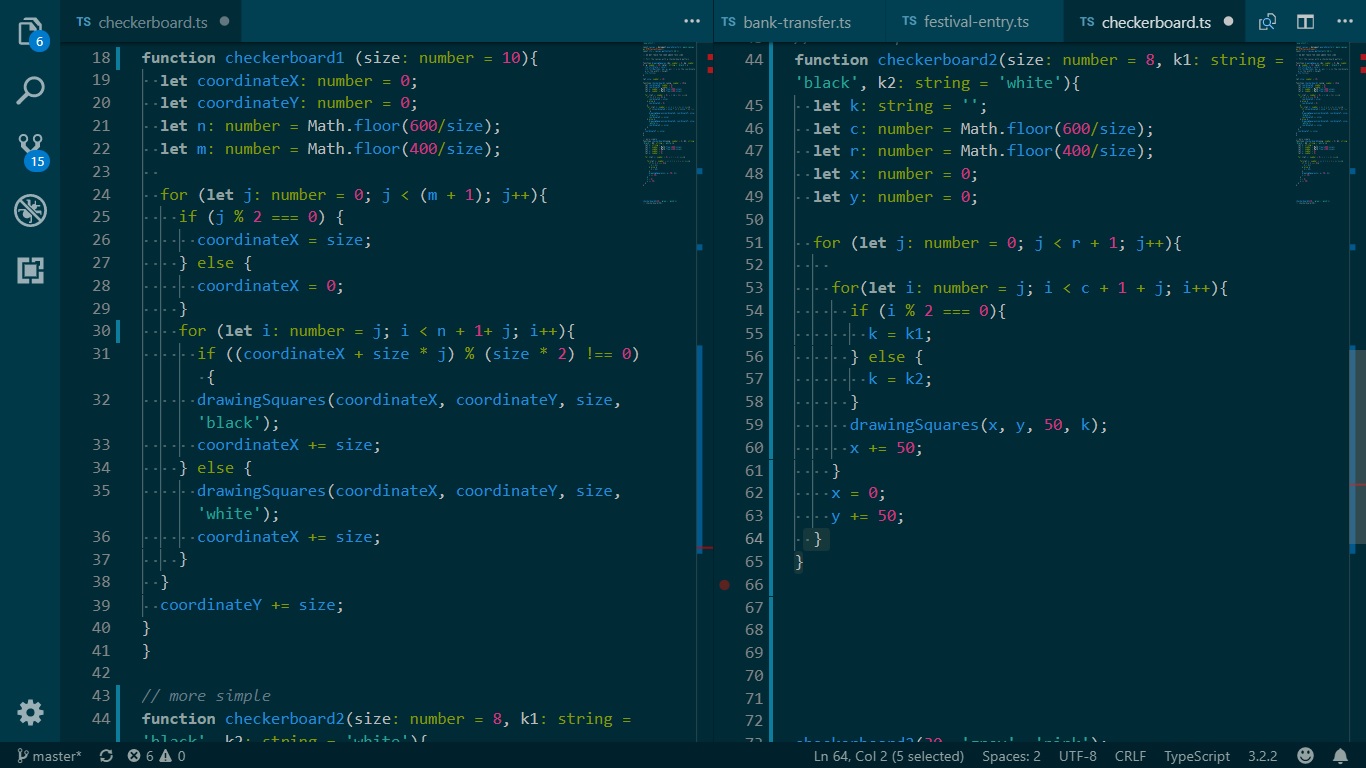 TS checkerboard.ts
TS bank-transfer.ts
TS festival-entry.ts
TS checkerboard.ts
6
15
18 function checkerboard1 (size: number = 10){
19 let coordinateX: number = 0;
20 let coordinateY: number = 0;
21 let n: number = Math.floor(600/size);
22 let m: number = Math.floor(400/size);
23
24 for (let j: number = 0; j < (m + 1); j++){
25 if (j % 2 === 0) {
26 coordinateX = size;
27 } else {
28 coordinateX = 0;
29 }
30 for (let i: number = j; i < n + 1+ j; i++){
31 if ((coordinateX + size * j) % (size * 2) !== 0)
{
32 drawingSquares(coordinateX, coordinateY, size,
'black');
33 coordinateX += size;
34 } else {
35 drawingSquares(coordinateX, coordinateY, size,
'white');
36 coordinateX += size;
37 }
38 }
39 coordinateY += size;
40 }
41 }
42
43 // more simple
44 function checkerboard2(size: number = 8, k1: string =
'black', k2: string = 'white'){
44 function checkerboard2(size: number = 8, k1: string =
'black', k2: string = 'white'){
45 let k: string = '';
46 let c: number = Math.floor(600/size);
47 let r: number = Math.floor(400/size);
48 let x: number = 0;
49 let y: number = 0;
50
51 for (let j: number = 0; j < r + 1; j++){
52
53 for(let i: number = j; i < c + 1 + j; i++){
54 if (i % 2 === 0){
55 k = k1;
56 } else {
57 k = k2;
58 }
59 drawingSquares(x, y, 50, k);
60 x += 50;
61 }
62 x = 0;
63 y += 50;
64 }
65 }
66
67
68
69
70
71
72
master*
6
0
Ln 64, Col 2 (5 selected)
Spaces: 2
UTF-8
CRLF
TypeScript
3.2.2